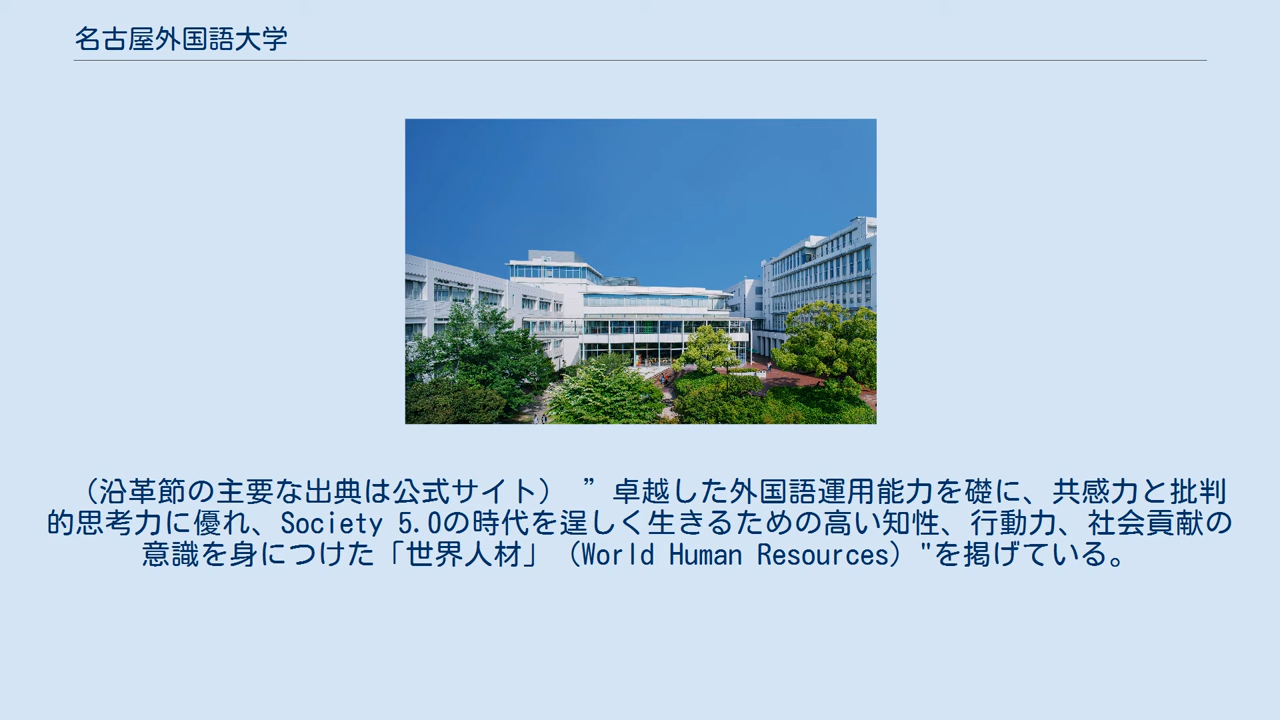 名古屋外国語大学
（沿革節の主要な出典は公式サイト） ”卓越した外国語運用能力を礎に、共感力と批判
的思考力に優れ、Society 5.0の時代を逞しく生きるための高い知性、行動力、社会貢献の
意識を身につけた「世界人材」（World Human Resources）"を掲げている。